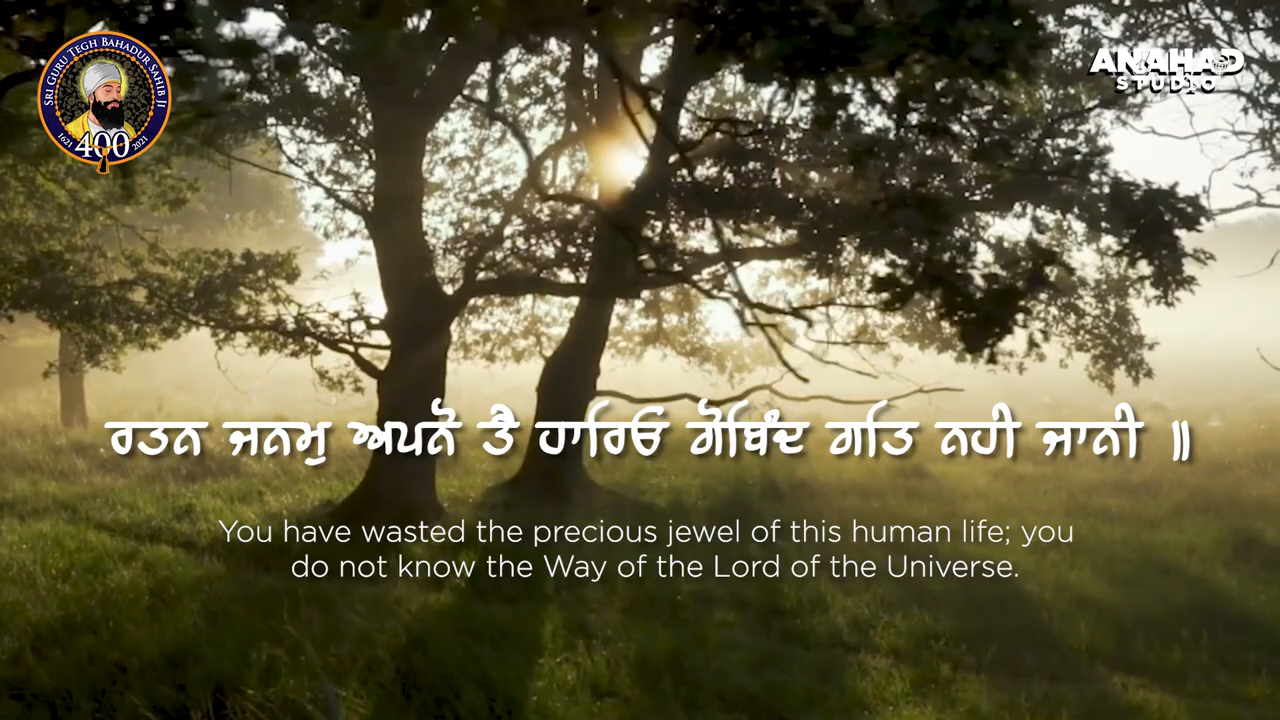 SRI GURU TEGH BAHADUR SAHIB JI
1621 400 2021
ANAHAD
STUDIO
ਰਤਨ ਜਨਮੁ ਅਪਨੋ ਤੈ ਹਾਰਿਓ ਗੋਬਿੰਦ ਗਤਿ ਨਹੀ ਜਾਨੀ ॥
You have wasted the precious jewel of this human life; you
do not know the Way of the Lord of the Universe.